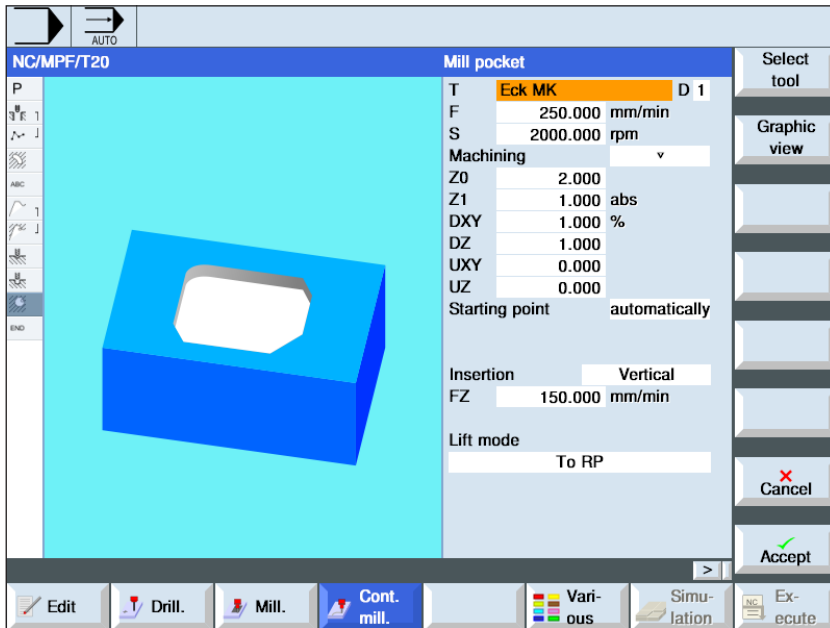 AUTO
NC/MPF/T20
Mill pocket
Select
tool
P
T Eck MK D 1
F 250.000 mm/min
S 2000.000 rpm
Graphic
view
Machining ▿
Z0 2.000
Z1 1.000 abs
DXY 1.000 %
DZ 1.000
UXY 0.000
UZ 0.000
Starting point automatically
ABC
END
Insertion Vertical
FZ 150.000 mm/min
Lift mode
To RP
Cancel
Accept
>
Edit
Drill.
Mill.
Cont.
mill.
Vari-
ous
Simu-
lation
NC
Ex-
ecute